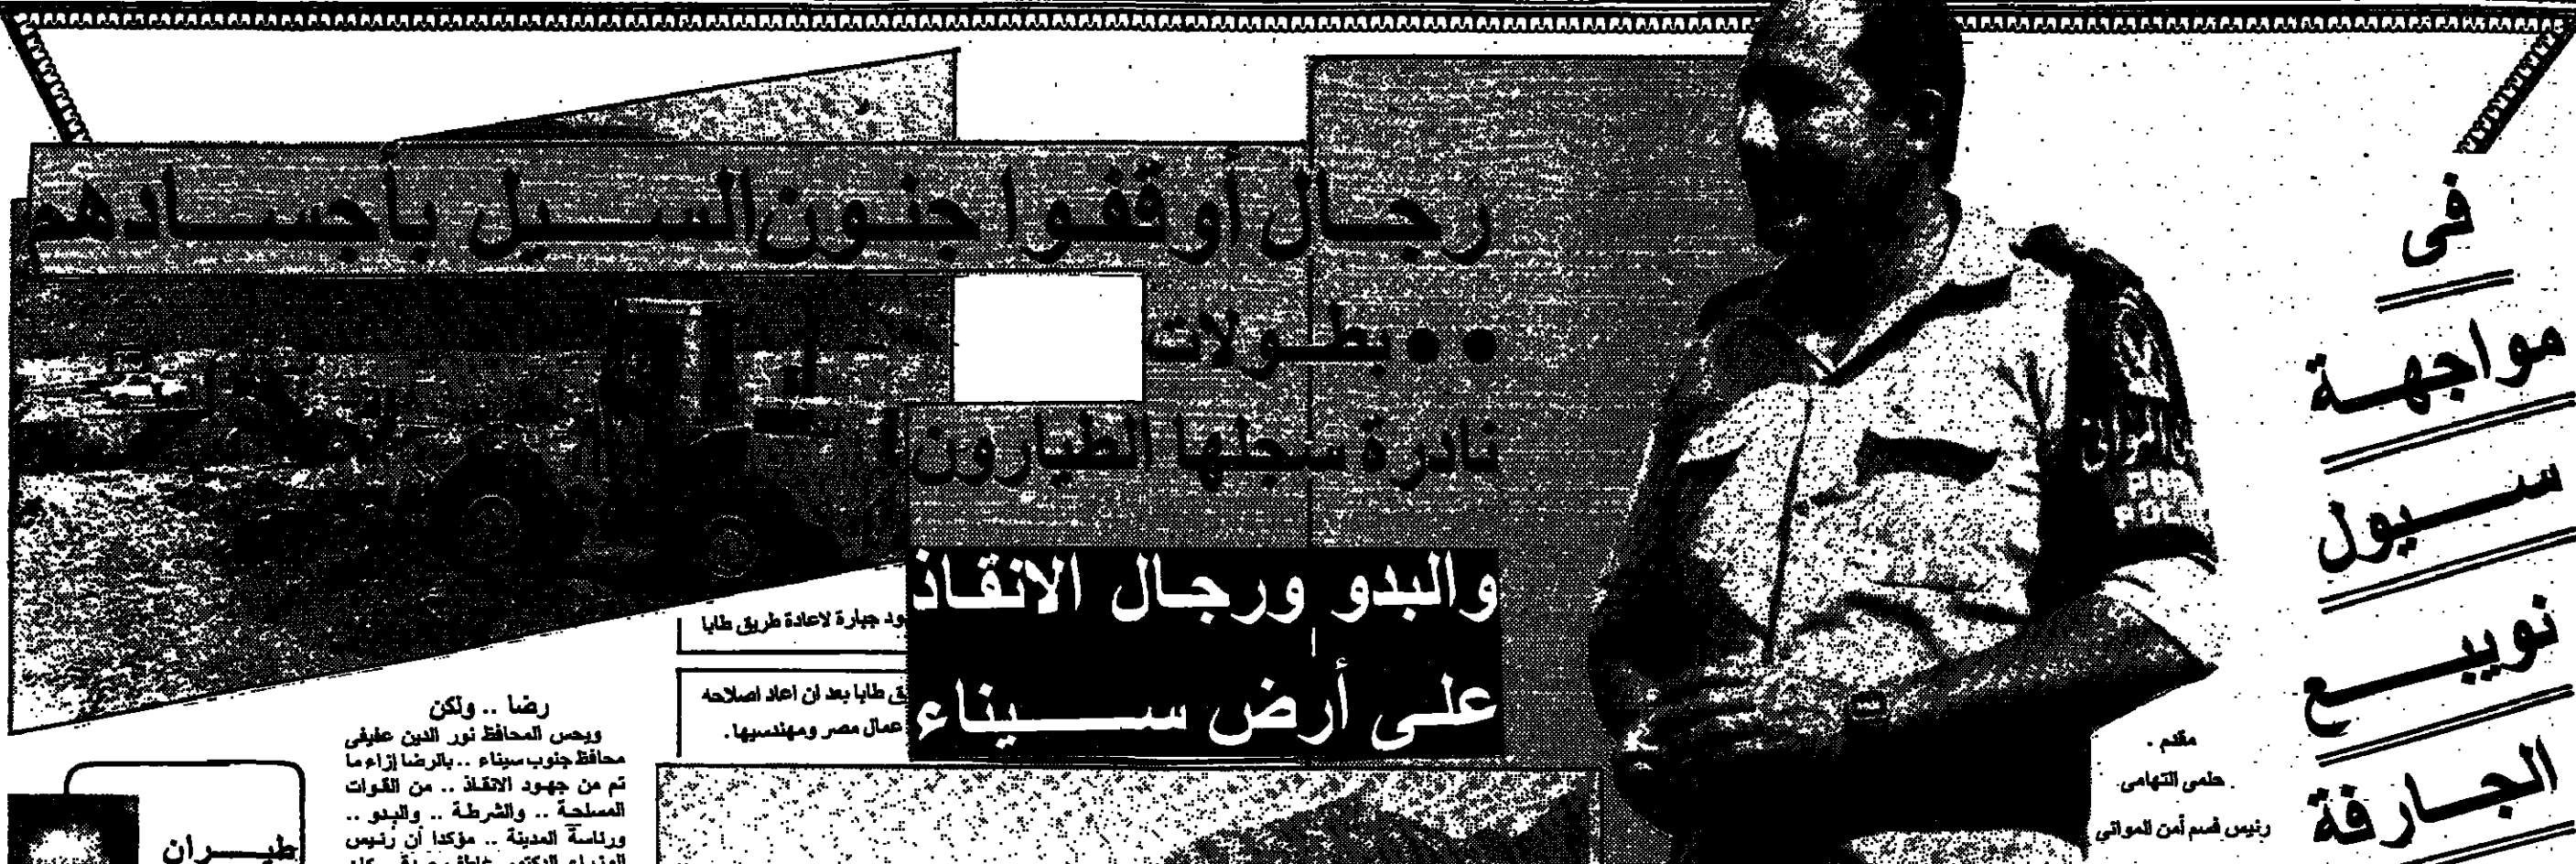 فى
مواجهة
سيول
نويبع
الجارفة
رجال أوقفوا جنون السيل بأجسادهم
●● بطولات
نادرة سجلها الطيارون
والبدو ورجال الانقاذ
على أرض سيناء
مقدم .
حلمى التهامى .
رئيس قسم أمن الموانى
جبارة لاعادة طريق طابا
طابا بعد ان اعاد اصلاحه
عمال مصر ومهندسيها .
رضا .. ولكن
ويحس المحافظ نور الدين عفيفى
محافظ جنوب سيناء .. بالرضا إزاء ما
تم من جهود الانقاذ .. من القوات
المسلحة .. والشرطة .. والبدو ..
ورئاسة المدينة .. مؤكدا أن رئيس
طيران